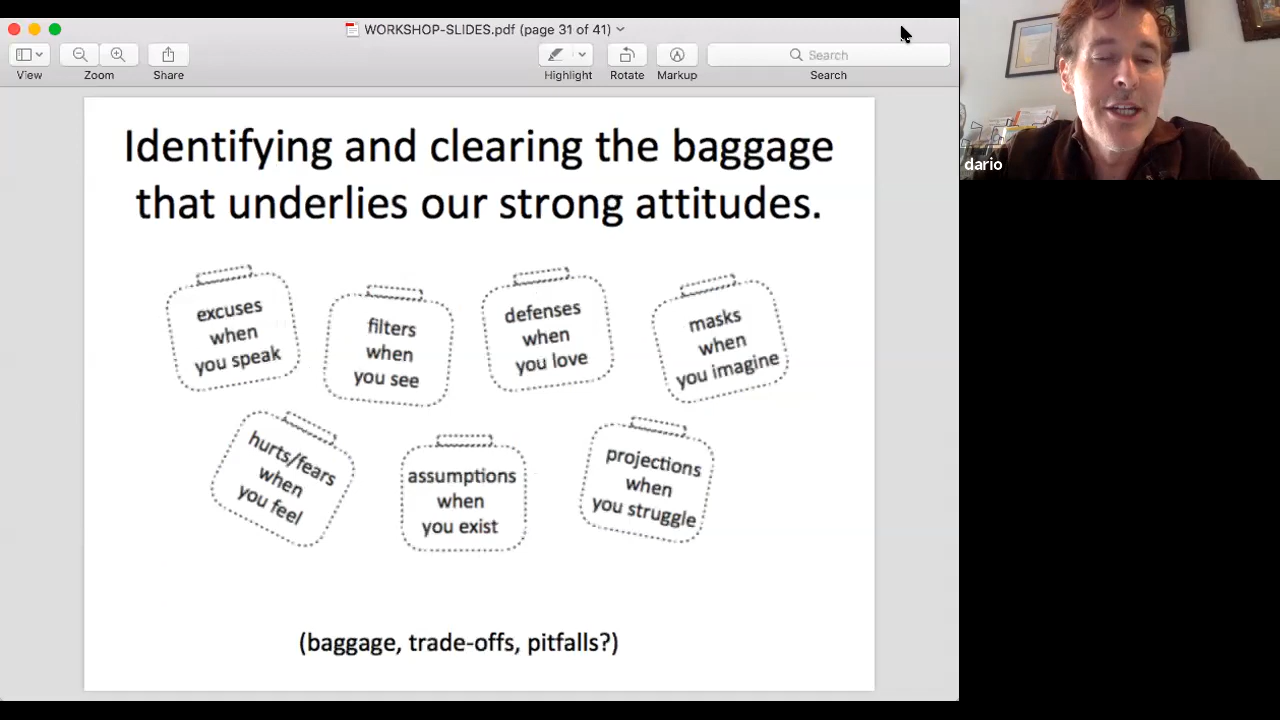 WORKSHOP-SLIDES.pdf (page 31 of 41)
View
Zoom
Share
Highlight
Rotate
Markup
Search
Search
dario
Identifying and clearing the baggage
that underlies our strong attitudes.
excuses
when
you speak
filters
when
you see
defenses
when
you love
masks
when
you imagine
hurts/fears
when
you feel
assumptions
when
you exist
projections
when
you struggle
(baggage, trade-offs, pitfalls?)